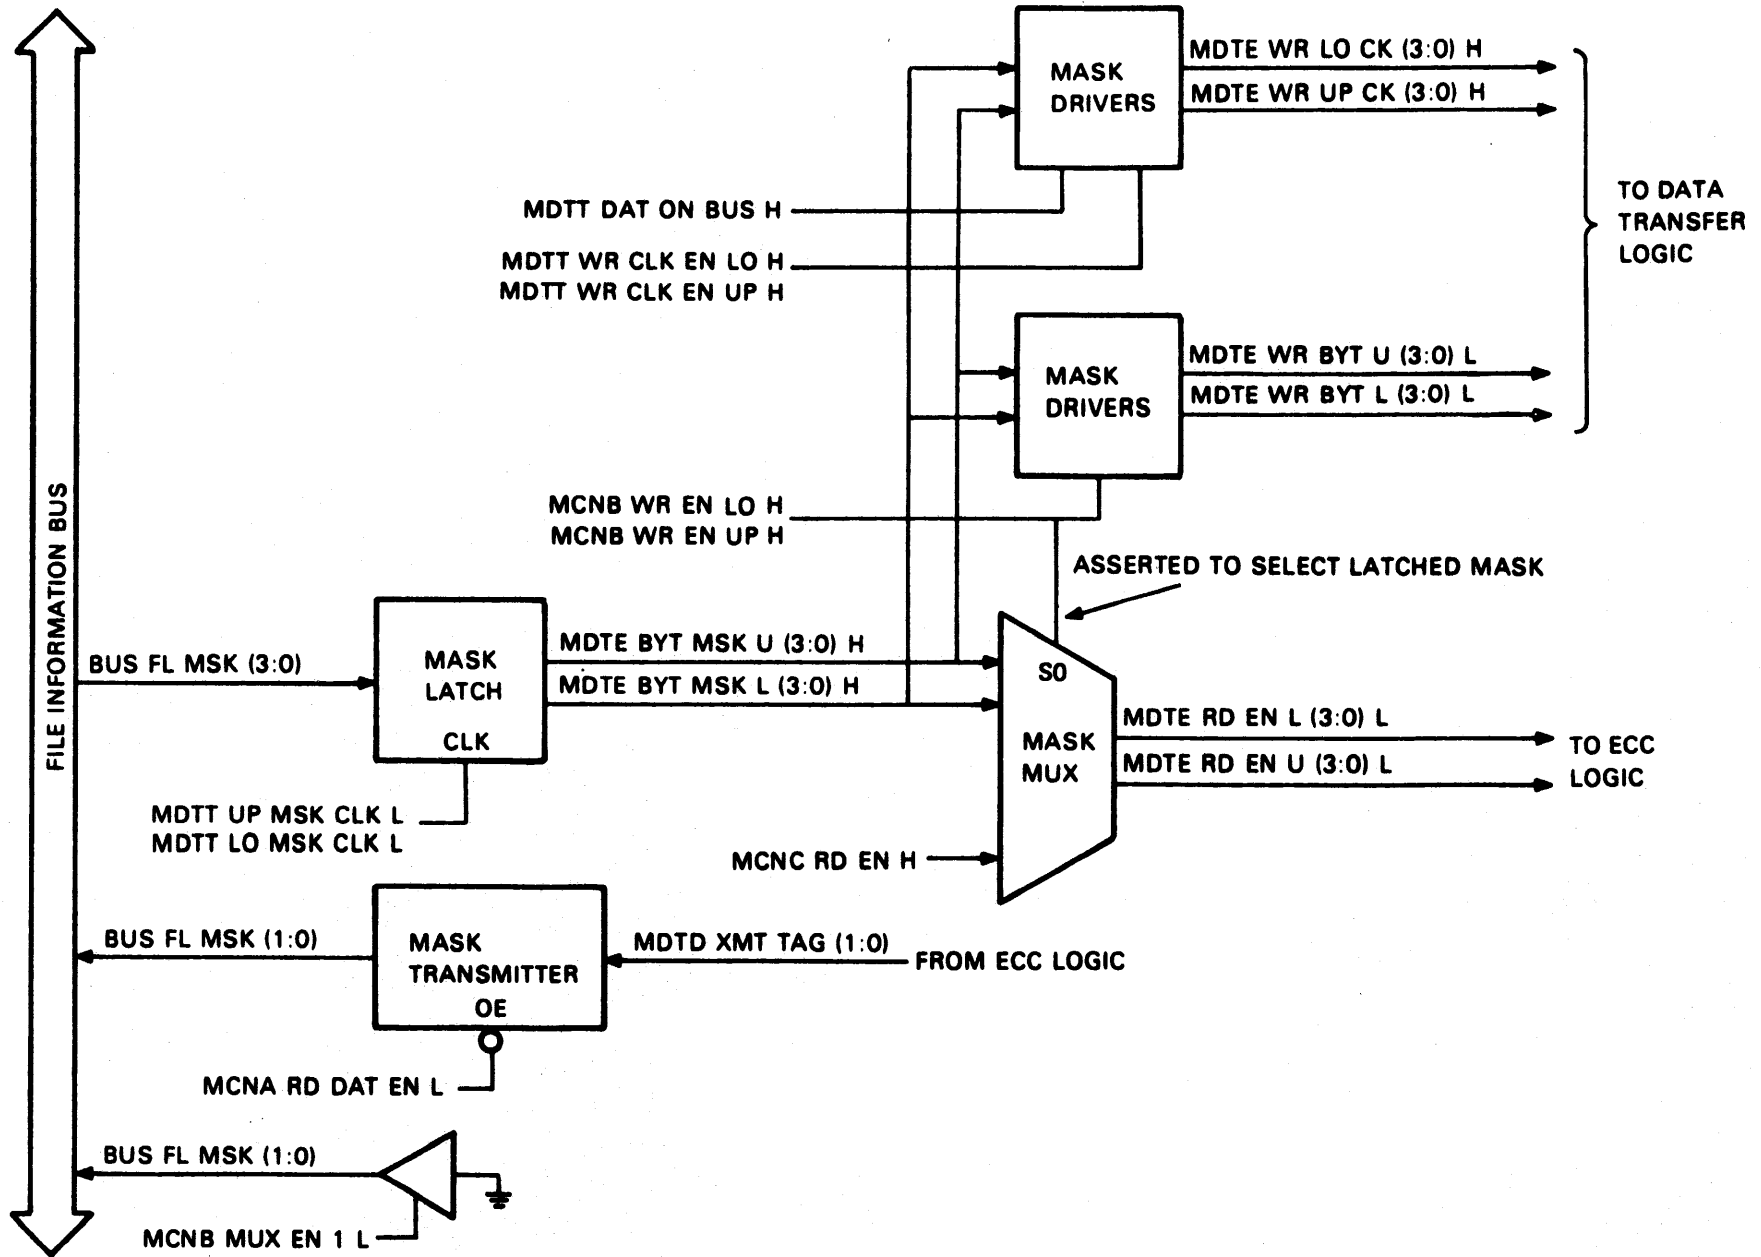 MASK
DRIVERS
MDTE WR LO CK (3:0) H
MDTE WR UP CK (3:0) H
MDTT DAT ON BUS H
MDTT WR CLK EN LO H
MDTT WR CLK EN UP H
TO DATA
TRANSFER
LOGIC
MASK
DRIVERS
MDTE WR BYT U (3:0) L
MDTE WR BYT L (3:0) L
MCNB WR EN LO H
MCNB WR EN UP H
ASSERTED TO SELECT LATCHED MASK
FILE INFORMATION BUS
BUS FL MSK (3:0)
MASK
LATCH
CLK
MDTE BYT MSK U (3:0) H
MDTE BYT MSK L (3:0) H
S0
MASK
MUX
MDTE RD EN L (3:0) L
MDTE RD EN U (3:0) L
TO ECC
LOGIC
MDTT UP MSK CLK L
MDTT LO MSK CLK L
MCNC RD EN H
BUS FL MSK (1:0)
MASK
TRANSMITTER
OE
MDTD XMT TAG (1:0)
FROM ECC LOGIC
MCNA RD DAT EN L
BUS FL MSK (1:0)
MCNB MUX EN 1 L